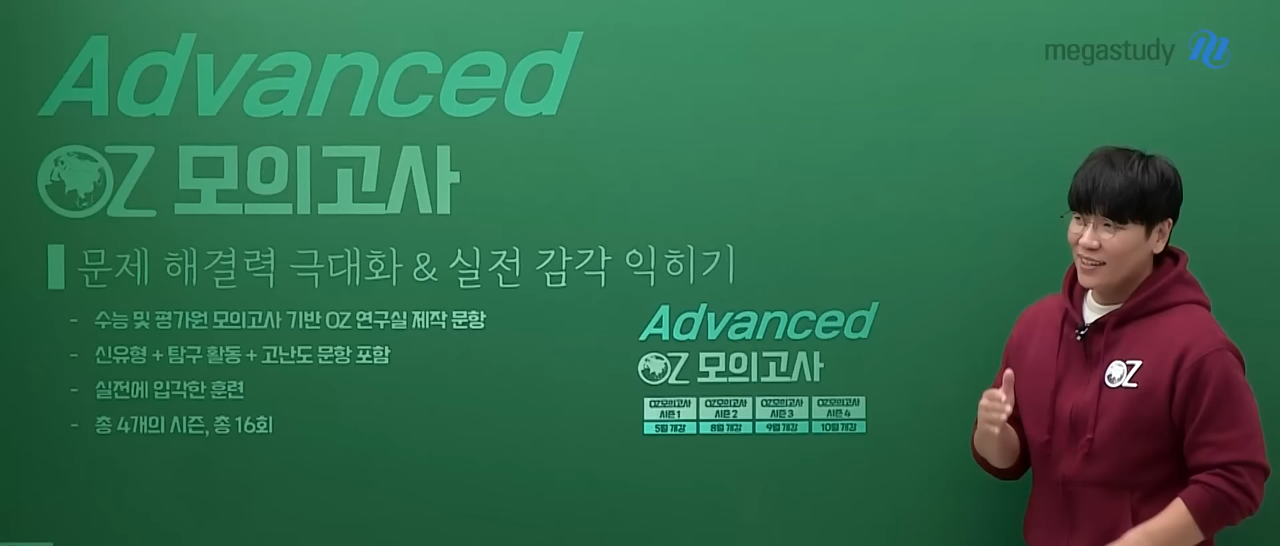 megastudy
Advanced
OZ 모의고사
문제 해결력 극대화 & 실전 감각 익히기
- 수능 및 평가원 모의고사 기반 OZ 연구실 제작 문항
- 신유형 + 탐구 활동 + 고난도 문항 포함
- 실전에 입각한 훈련
- 총 4개의 시즌, 총 16회
Advanced
OZ 모의고사
OZ모의고사 OZ모의고사 OZ모의고사 OZ모의고사
시즌 1 시즌 2 시즌 3 시즌 4
5월 개강 8월 개강 9월 개강 10월 개강
OZ